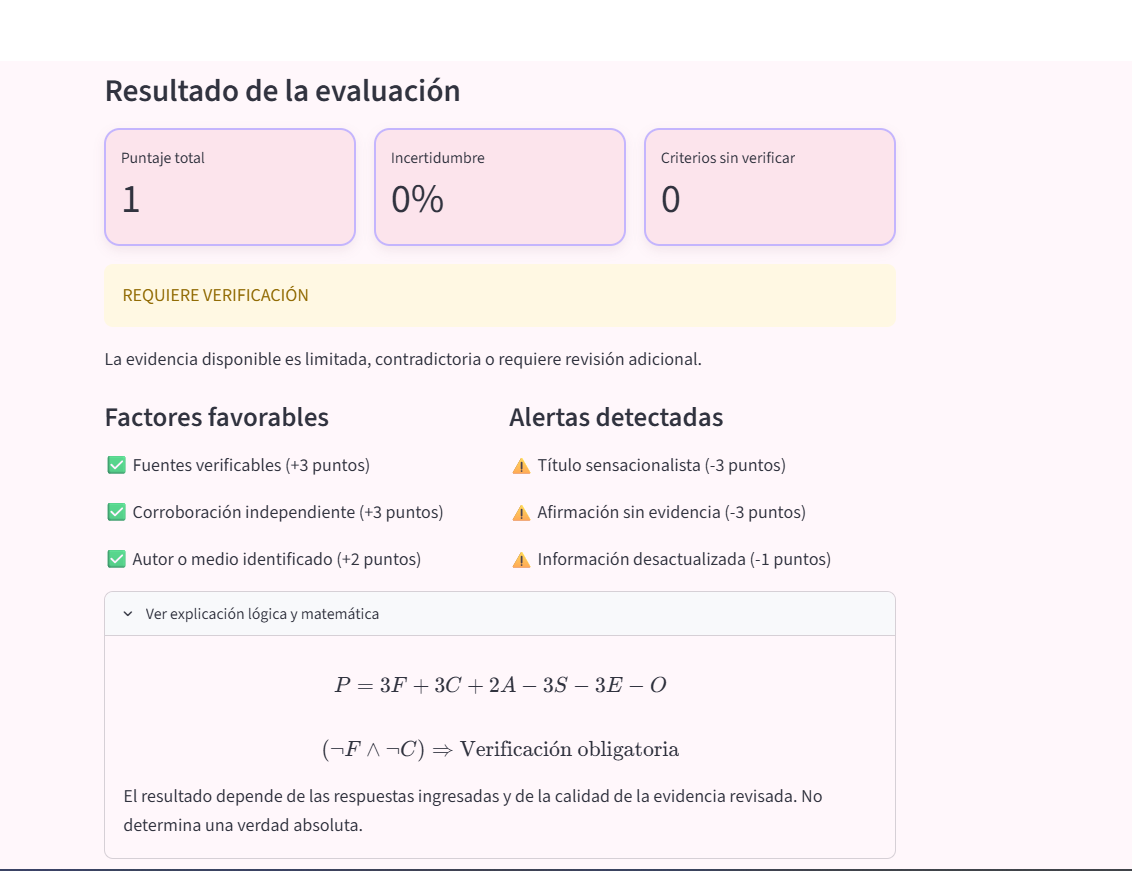 Resultado de la evaluación
Puntaje total
1
Incertidumbre
0%
Criterios sin verificar
0
REQUIERE VERIFICACIÓN
La evidencia disponible es limitada, contradictoria o requiere revisión adicional.
Factores favorables
Fuentes verificables (+3 puntos)
Corroboración independiente (+3 puntos)
Autor o medio identificado (+2 puntos)
Alertas detectadas
Título sensacionalista (-3 puntos)
Afirmación sin evidencia (-3 puntos)
Información desactualizada (-1 puntos)
Ver explicación lógica y matemática
P = 3F + 3C + 2A − 3S − 3E − O
(¬F ∧ ¬C) ⇒ Verificación obligatoria
El resultado depende de las respuestas ingresadas y de la calidad de la evidencia revisada. No
determina una verdad absoluta.